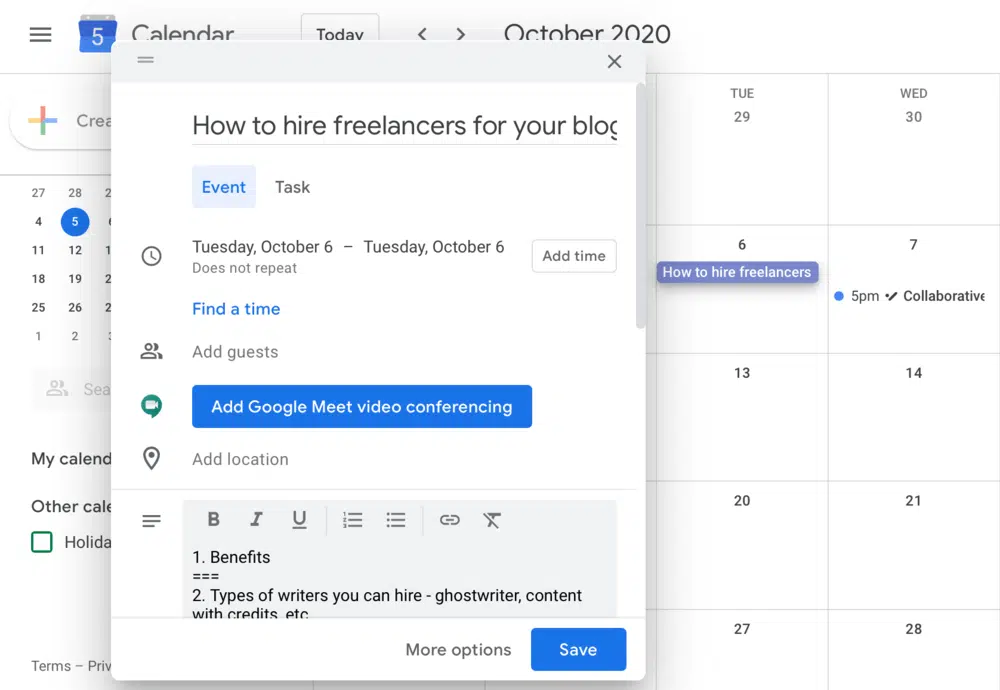 5 Calendar Today October 2020
Crea
27 28 2
4 5 6
11 12 1
18 19 2
25 26 2
1 2 3
Sea
My calend
Other cale
Holida
Terms – Priv
How to hire freelancers for your blog
Event Task
Tuesday, October 6 – Tuesday, October 6
Does not repeat
Add time
Find a time
Add guests
Add Google Meet video conferencing
Add location
B I U
1. Benefits
===
2. Types of writers you can hire - ghostwriter, content
with credits, etc
More options Save
TUE WED
29 30
6 7
How to hire freelancers
5pm Collaborative
13 14
20 21
27 28